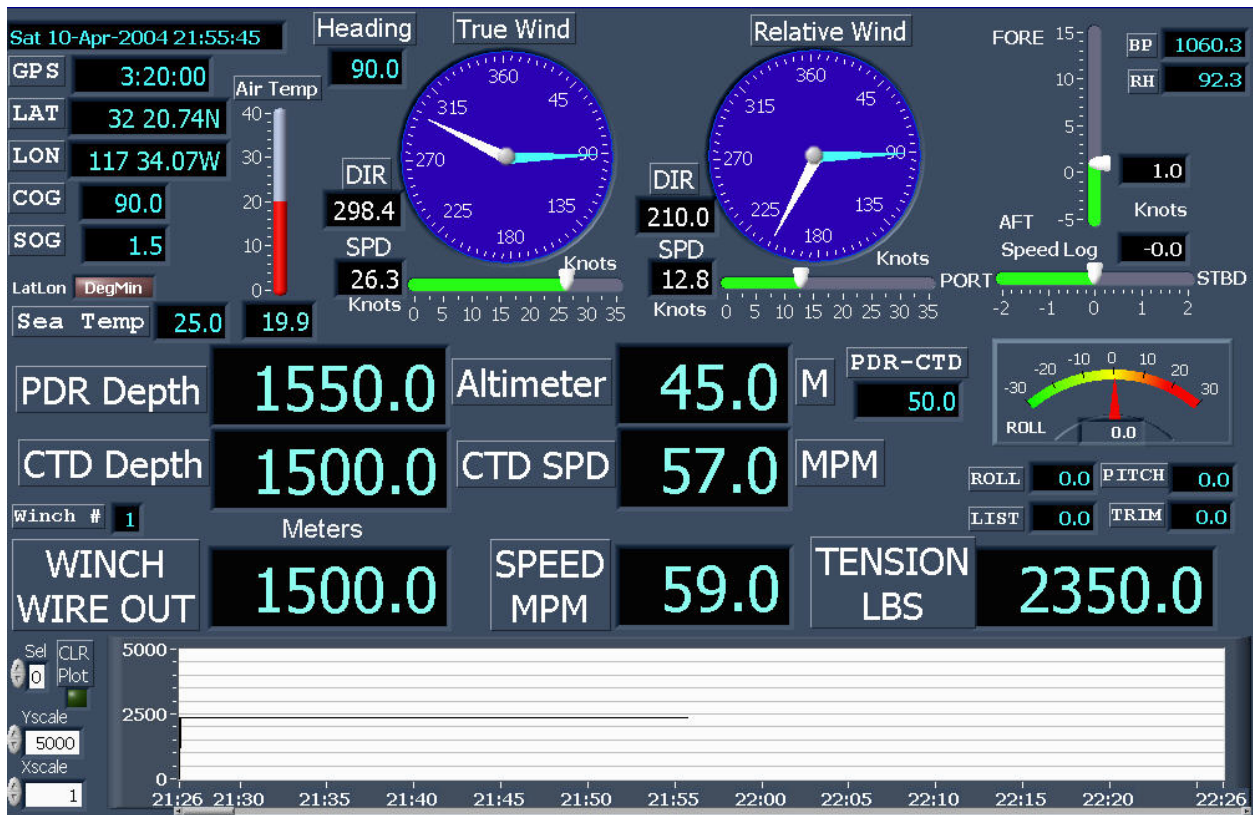 Sat 10-Apr-2004 21:55:45
Heading
90.0
True Wind
Relative Wind
GPS 3:20:00
LAT 32 20.74N
LON 117 34.07W
COG 90.0
SOG 1.5
LatLon DegMin
Sea Temp 25.0 19.9
Air Temp
40
30
20
10
0
360
45
90
135
180
225
270
315
DIR
298.4
SPD
26.3
Knots
Knots
0 5 10 15 20 25 30 35
360
45
90
135
180
225
270
315
DIR
210.0
SPD
12.8
Knots
Knots
0 5 10 15 20 25 30 35
FORE 15
10
5
0
AFT -5
1.0
Knots
Speed Log -0.0
PORT STBD
-2 -1 0 1 2
BP 1060.3
RH 92.3
PDR Depth 1550.0 Altimeter 45.0 M
PDR-CTD
50.0
-30 -20 -10 0 10 20 30
ROLL 0.0
CTD Depth 1500.0 CTD SPD 57.0 MPM
ROLL 0.0 PITCH 0.0
LIST 0.0 TRIM 0.0
Winch # 1
Meters
WINCH
WIRE OUT
1500.0
SPEED
MPM
59.0
TENSION
LBS
2350.0
Sel
0
CLR
Plot
Yscale
5000
Xscale
1
5000
2500
0
21:26 21:30 21:35 21:40 21:45 21:50 21:55 22:00 22:05 22:10 22:15 22:20 22:26